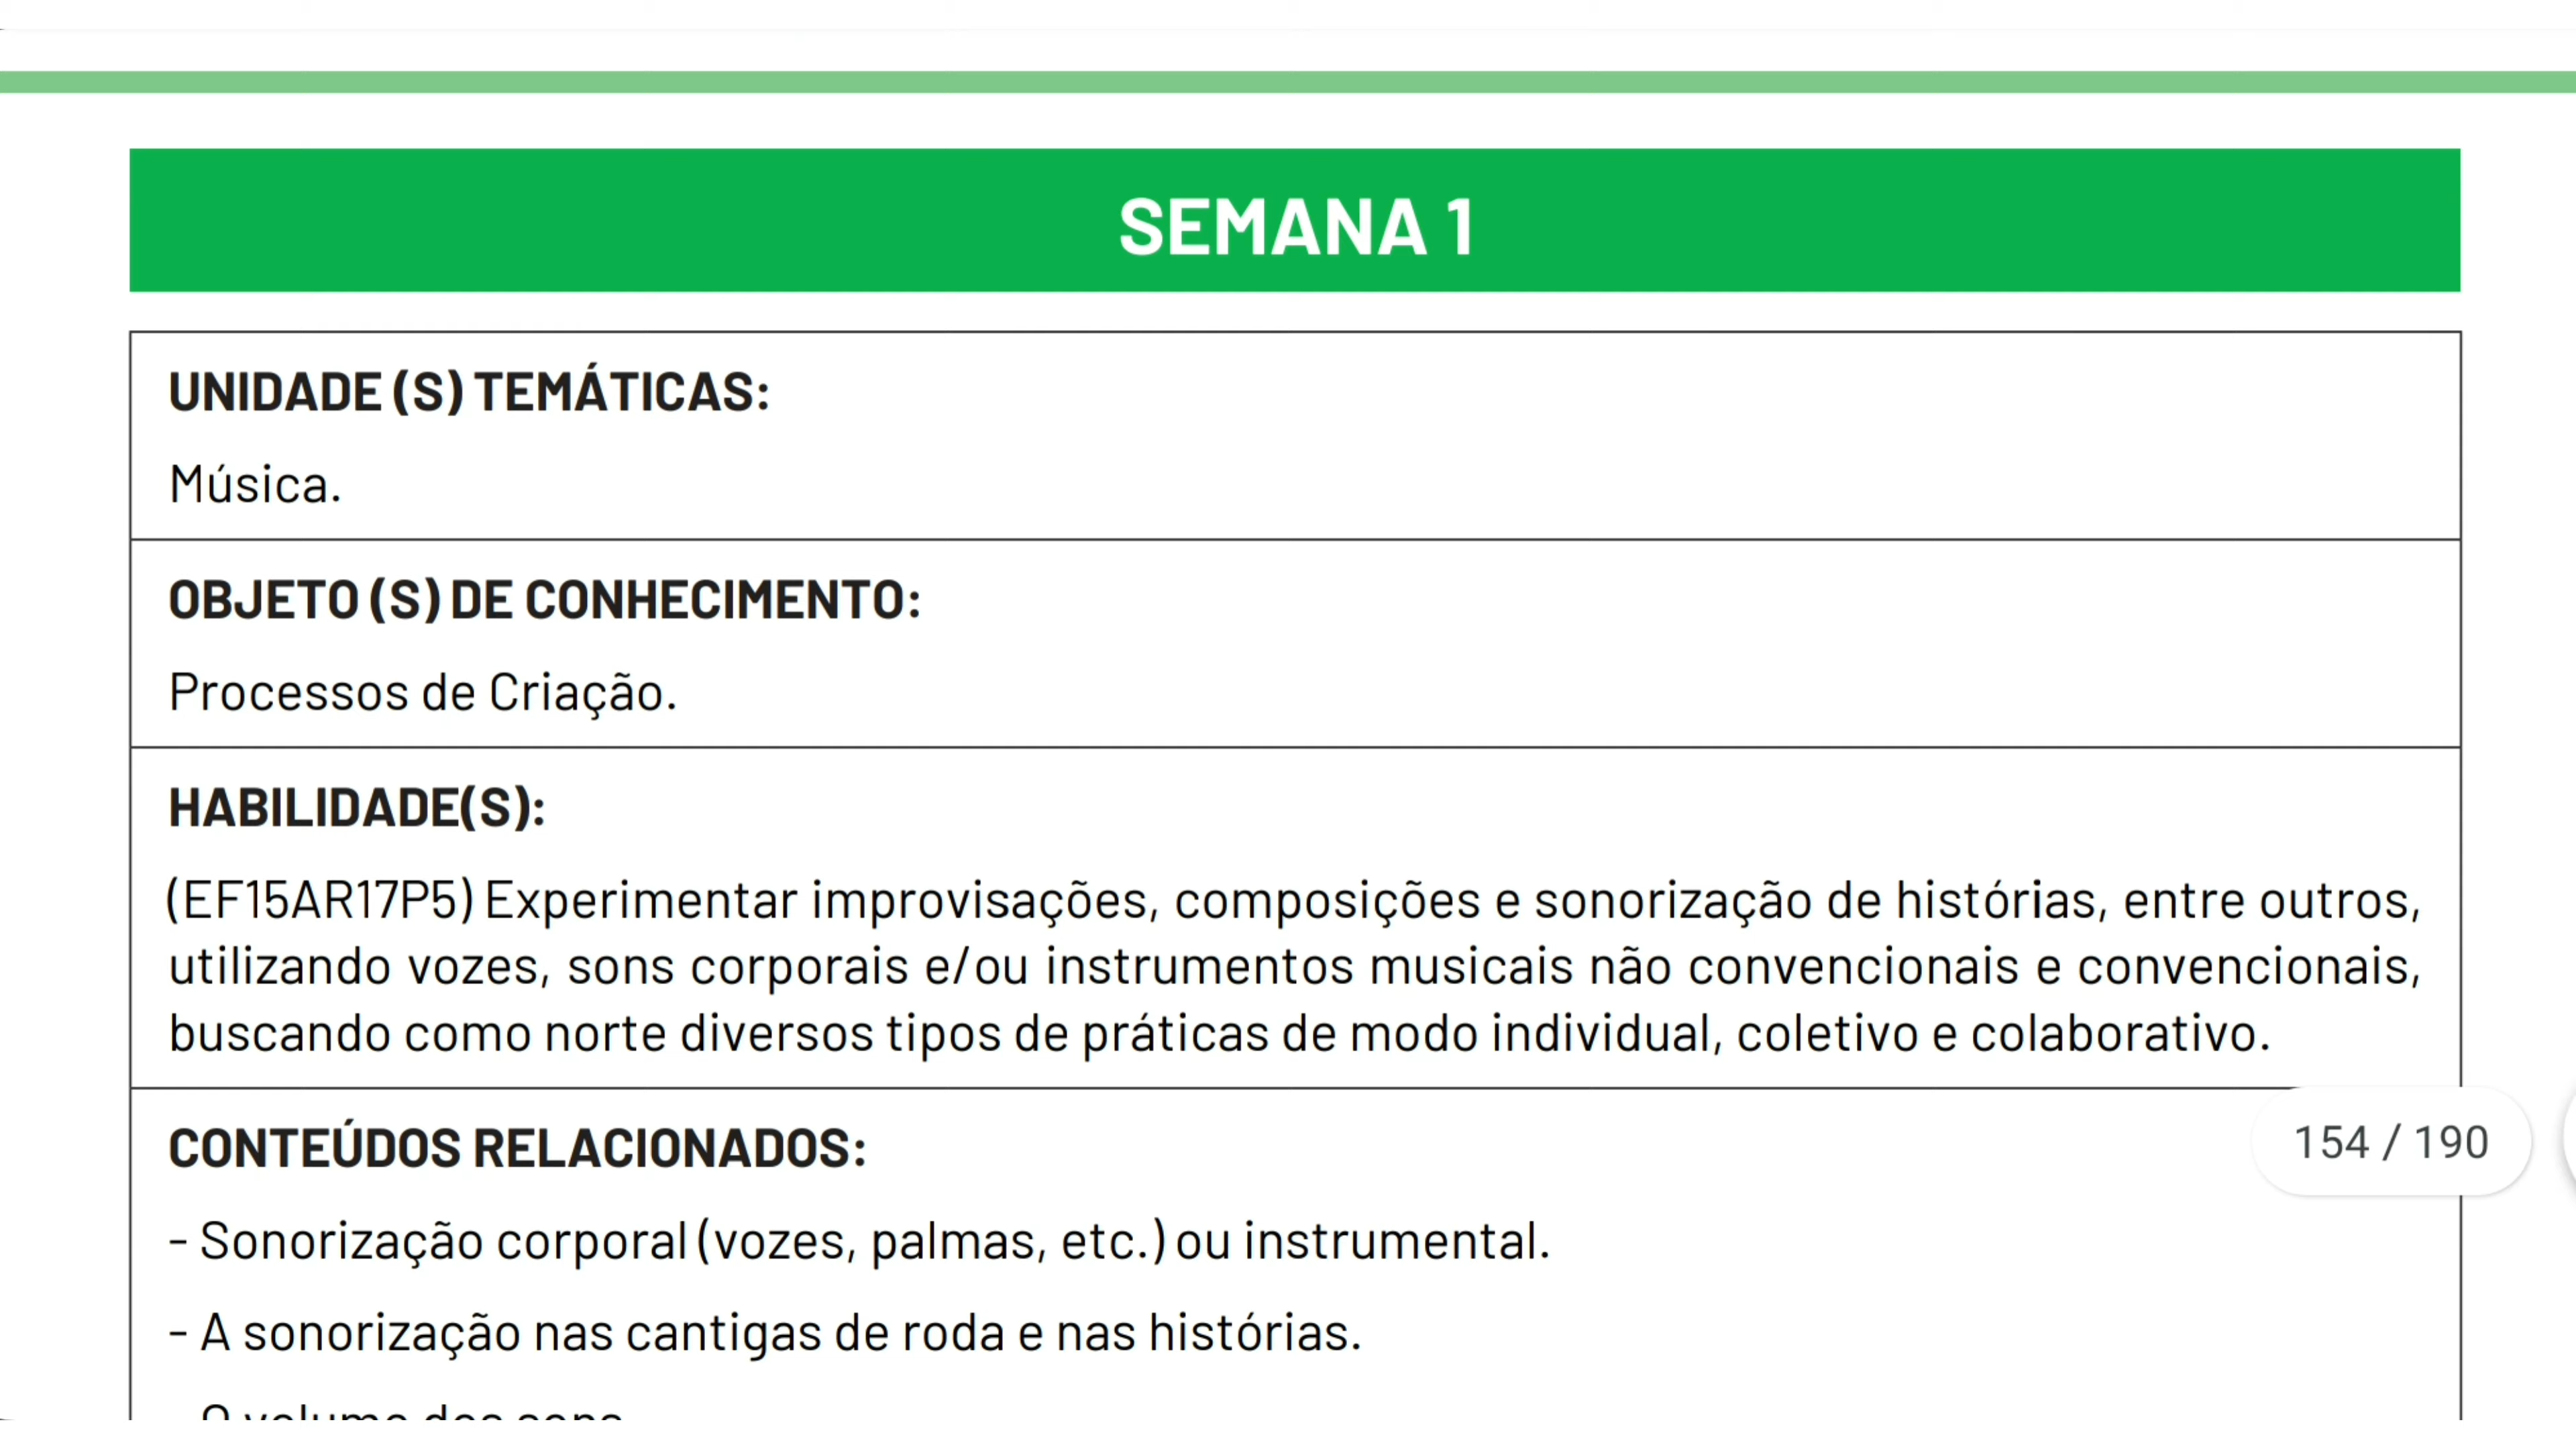 SEMANA 1
UNIDADE (S) TEMÁTICAS:
Música.
OBJETO (S) DE CONHECIMENTO:
Processos de Criação.
HABILIDADE(S):
(EF15AR17P5) Experimentar improvisações, composições e sonorização de histórias, entre outros,
utilizando vozes, sons corporais e/ou instrumentos musicais não convencionais e convencionais,
buscando como norte diversos tipos de práticas de modo individual, coletivo e colaborativo.
CONTEÚDOS RELACIONADOS:
154 / 190
- Sonorização corporal (vozes, palmas, etc.) ou instrumental.
- A sonorização nas cantigas de roda e nas histórias.
O volume dos sons